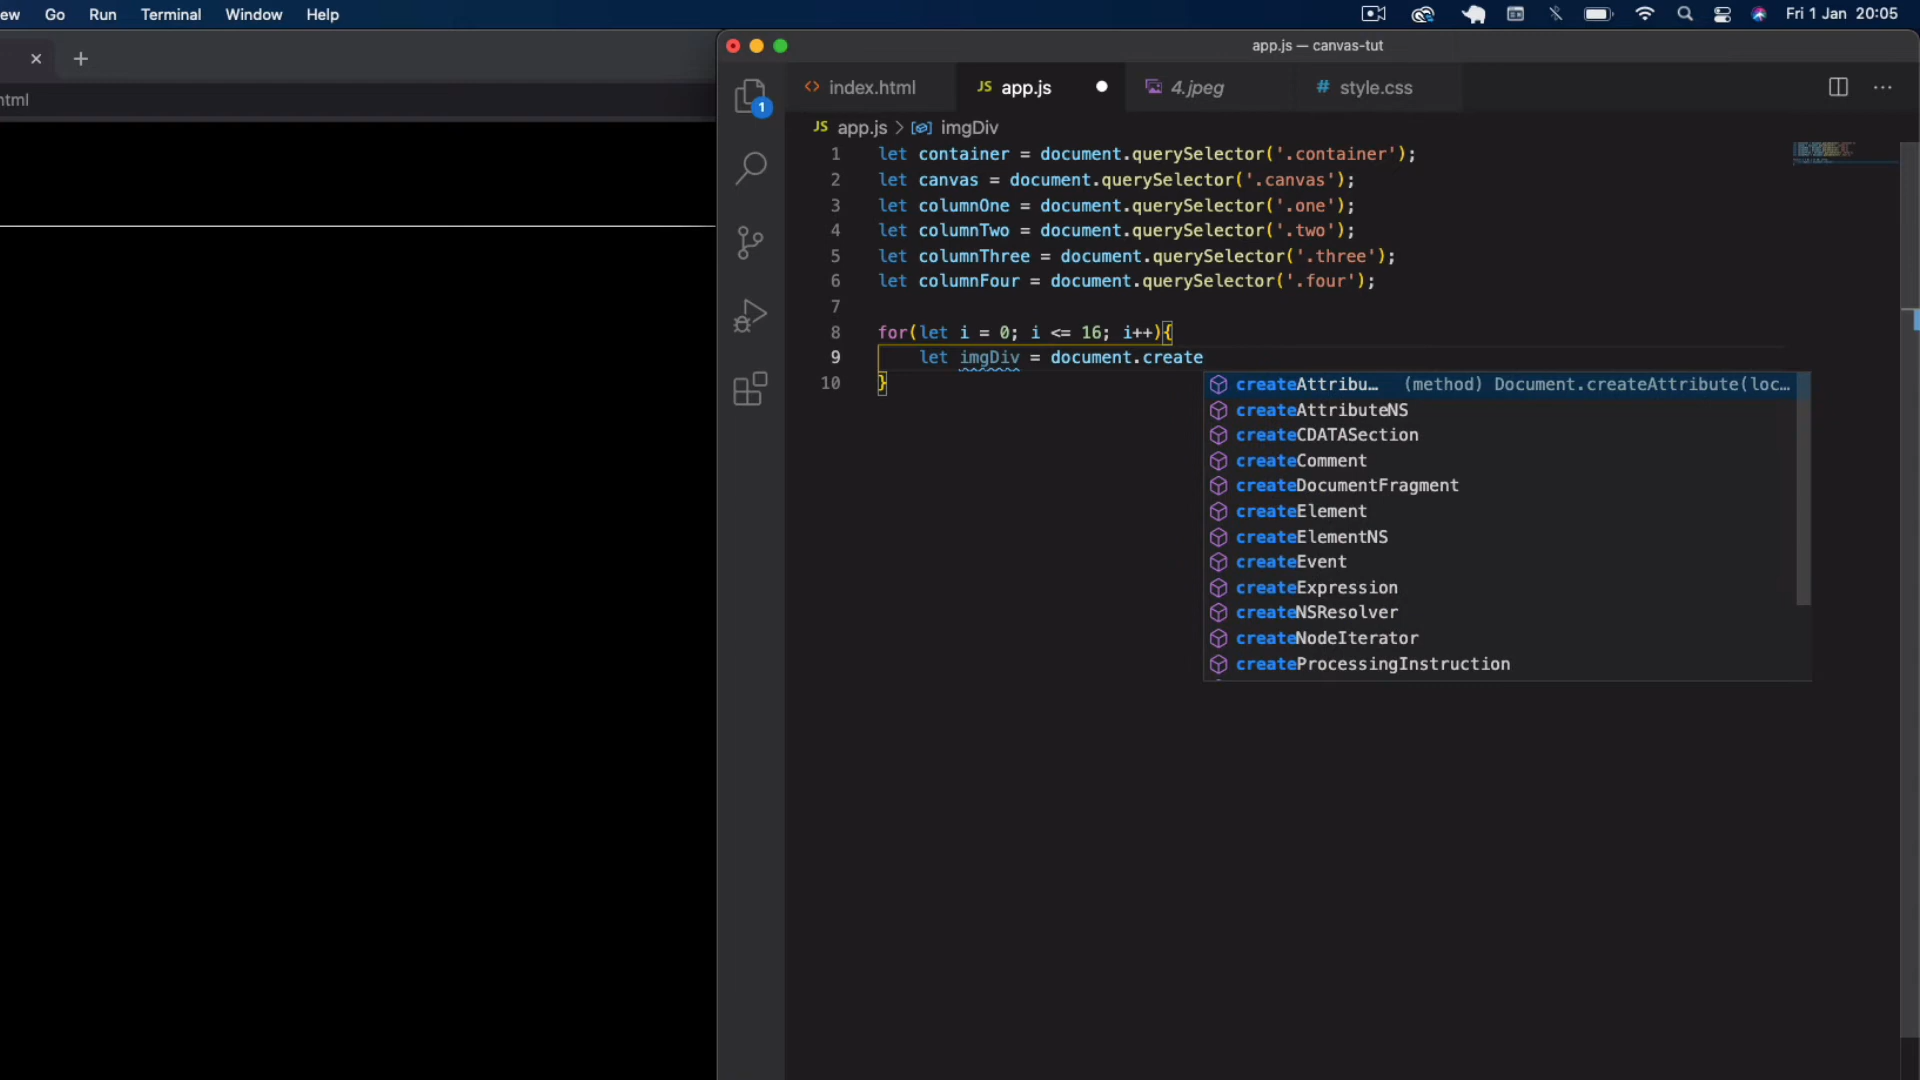 ew Go Run Terminal Window Help Fri 1 Jan 20:05
app.js — canvas-tut
html
1
index.html JS app.js 4.jpeg # style.css
JS app.js > imgDiv
1 let container = document.querySelector('.container');
2 let canvas = document.querySelector('.canvas');
3 let columnOne = document.querySelector('.one');
4 let columnTwo = document.querySelector('.two');
5 let columnThree = document.querySelector('.three');
6 let columnFour = document.querySelector('.four');
7
8 for(let i = 0; i <= 16; i++){
9 let imgDiv = document.create
10 }
createAttribu... (method) Document.createAttribute(loc...
createAttributeNS
createCDATASection
createComment
createDocumentFragment
createElement
createElementNS
createEvent
createExpression
createNSResolver
createNodeIterator
createProcessingInstruction